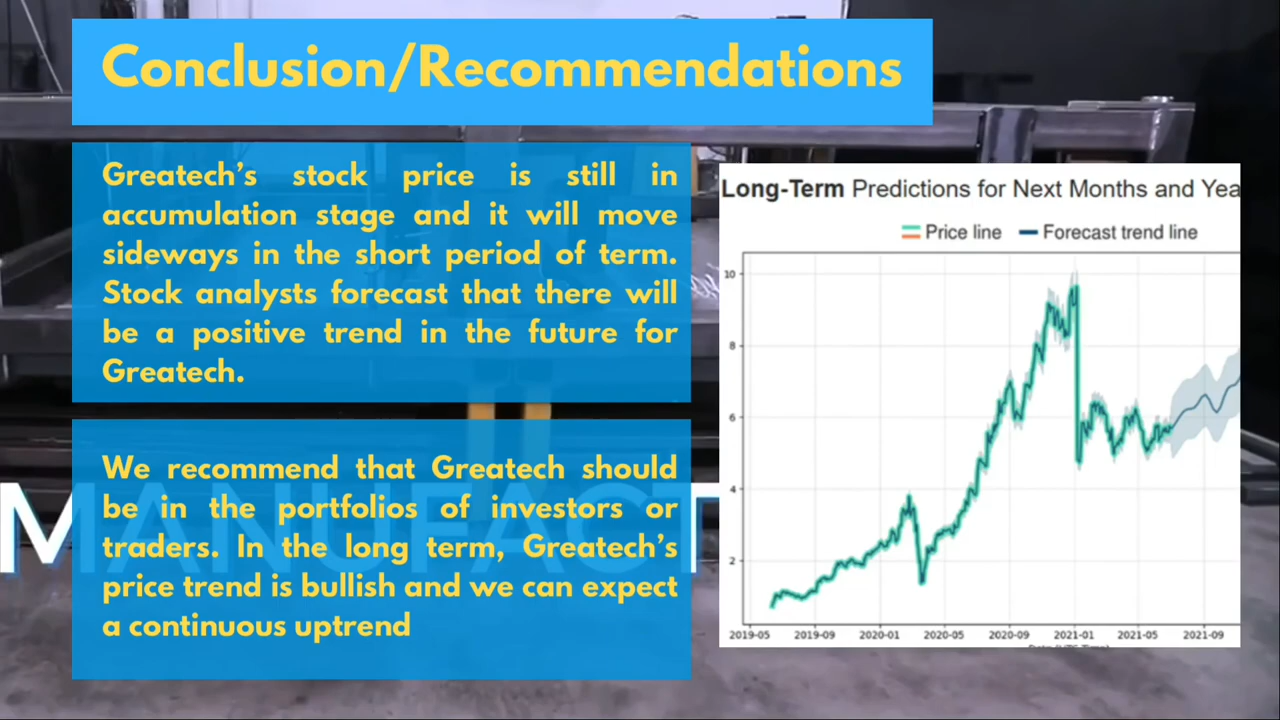 Conclusion/Recommendations
Greatech's stock price is still in
accumulation stage and it will move
sideways in the short period of term.
Stock analysts forecast that there will
be a positive trend in the future for
Greatech.
We recommend that Greatech should
be in the portfolios of investors or
traders. In the long term, Greatech's
price trend is bullish and we can expect
a continuous uptrend
MANUFACT
Long-Term Predictions for Next Months and Yea
Price line Forecast trend line
10
8
6
4
2
2019-05 2019-09 2020-01 2020-05 2020-09 2021-01 2021-05 2021-09